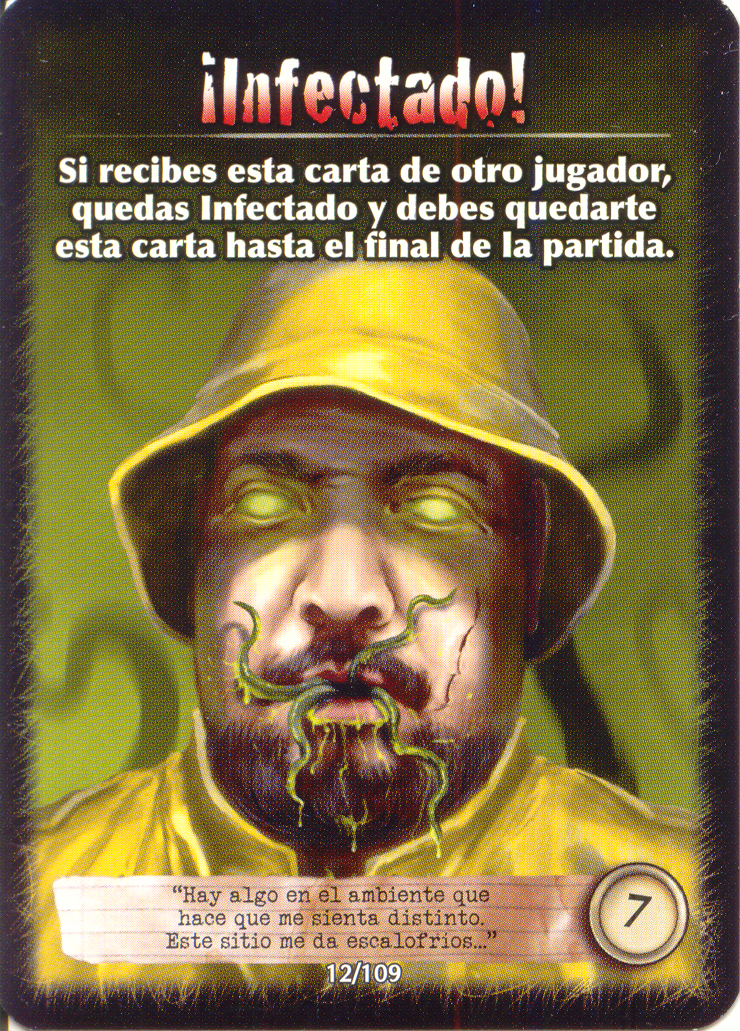 ¡Infectado!
Si recibes esta carta de otro jugador,
quedas Infectado y debes quedarte
esta carta hasta el final de la partida.
“Hay algo en el ambiente que
hace que me sienta distinto.
Este sitio me da escalofríos...”
7
12/109